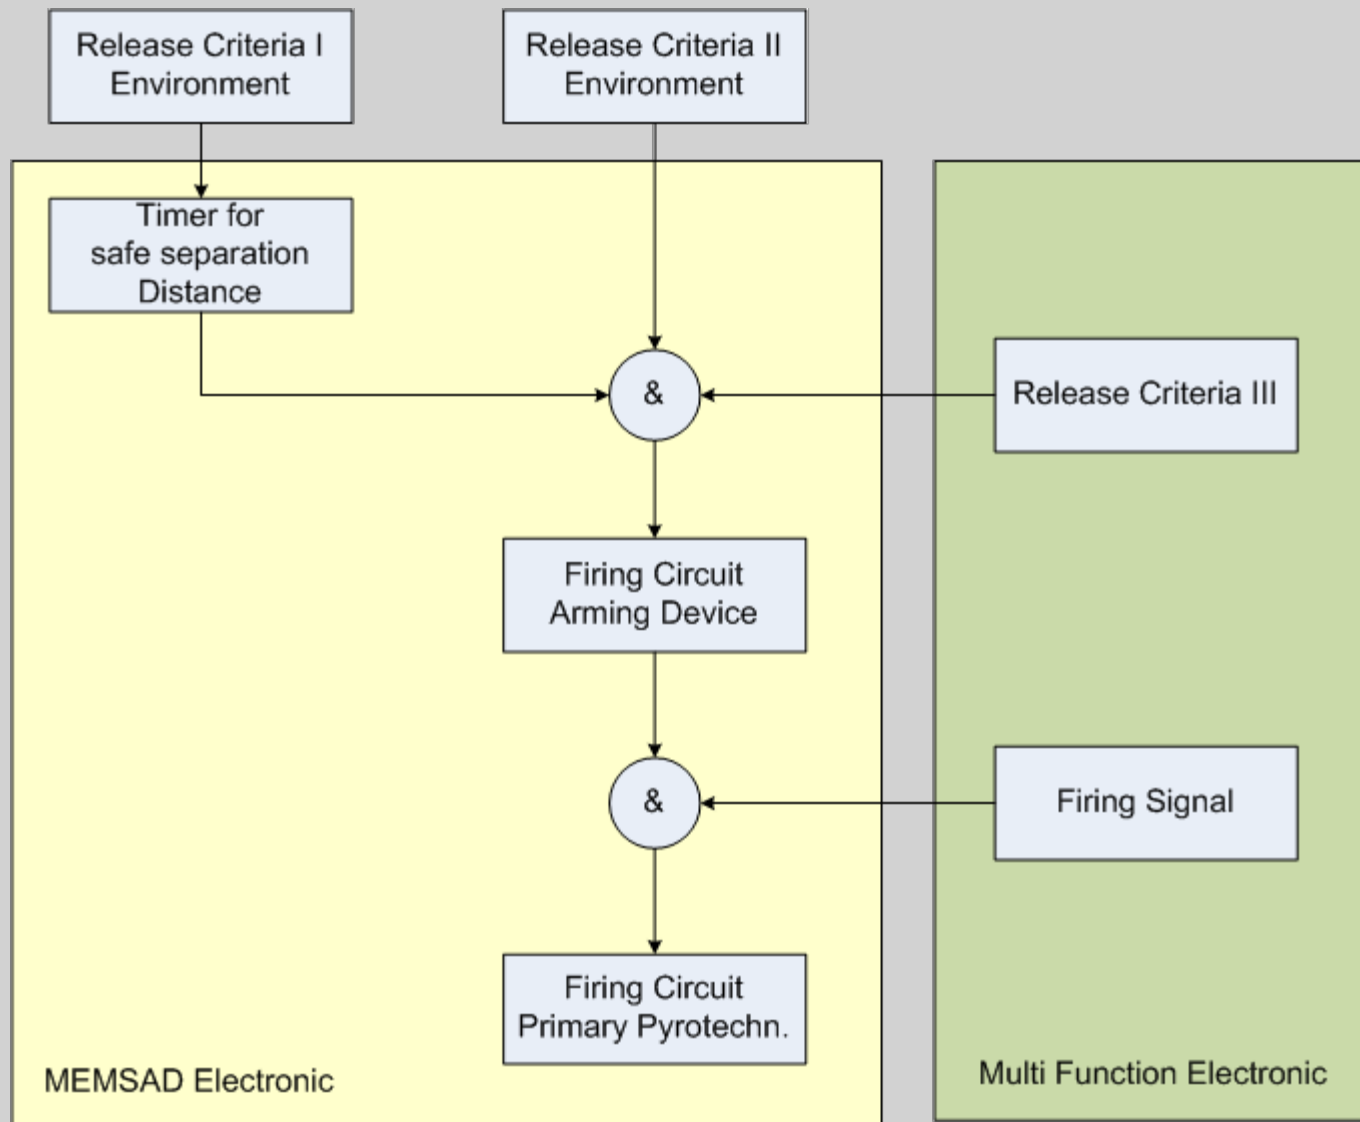 Release Criteria I
Environment
Release Criteria II
Environment
Timer for
safe separation
Distance
&
Release Criteria III
Firing Circuit
Arming Device
&
Firing Signal
Firing Circuit
Primary Pyrotechn.
MEMSAD Electronic
Multi Function Electronic